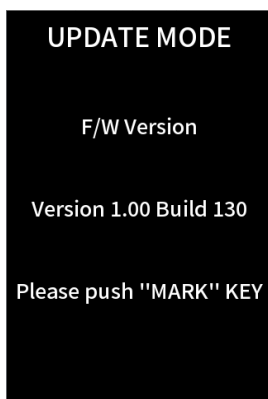 UPDATE MODE
F/W Version
Version 1.00 Build 130
Please push "MARK" KEY